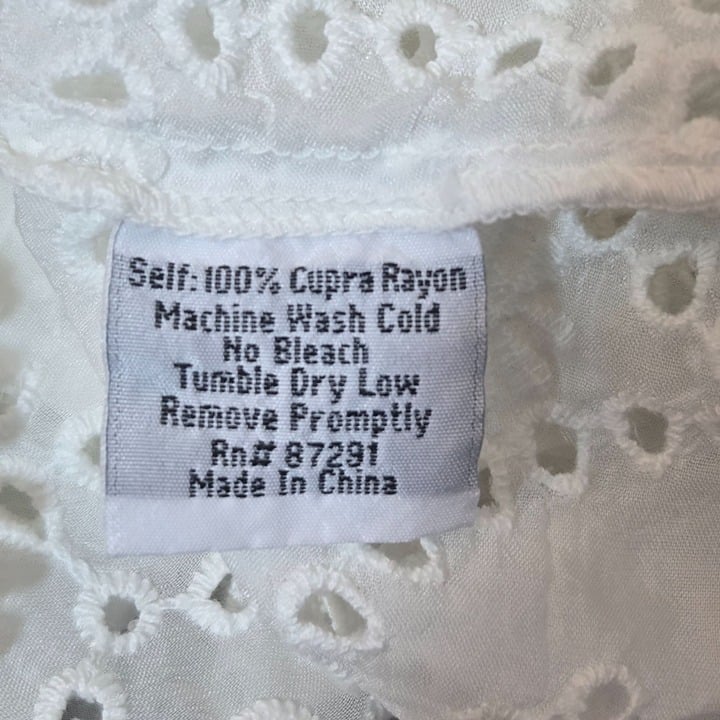 Self: 100% Cupra Rayon
Machine Wash Cold
No Bleach
Tumble Dry Low
Remove Promptly
Rn# 87291
Made In China